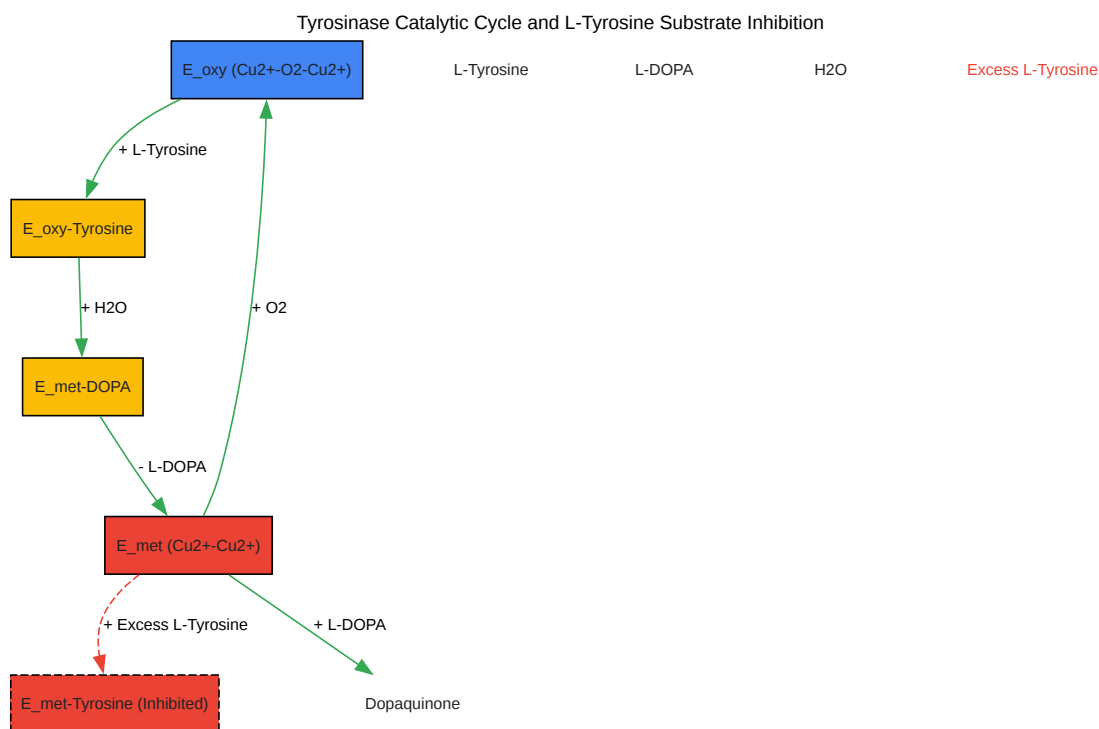 Tyrosinase Catalytic Cycle and L-Tyrosine Substrate Inhibition
E_oxy (Cu2+-O2-Cu2+)
L-Tyrosine
L-DOPA
H2O
Excess L-Tyrosine
+ L-Tyrosine
E_oxy-Tyrosine
+ H2O
+ O2
E_met-DOPA
- L-DOPA
E_met (Cu2+-Cu2+)
+ Excess L-Tyrosine
+ L-DOPA
E_met-Tyrosine (Inhibited)
Dopaquinone